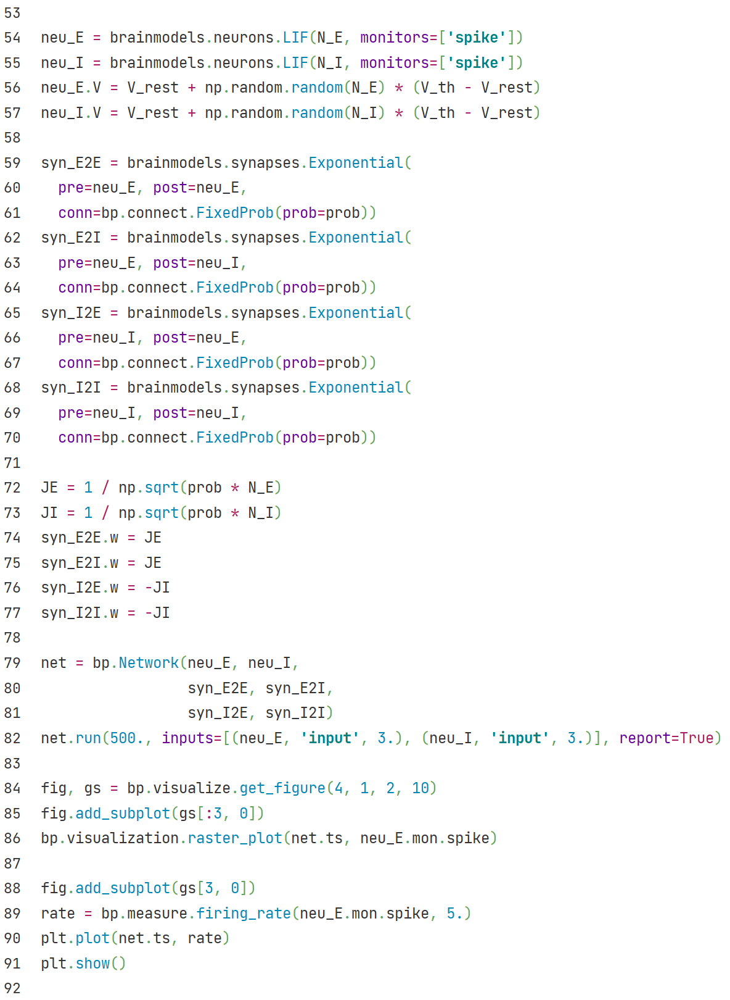 53
54 neu_E = brainmodels.neurons.LIF(N_E, monitors=['spike'])
55 neu_I = brainmodels.neurons.LIF(N_I, monitors=['spike'])
56 neu_E.V = V_rest + np.random.random(N_E) * (V_th - V_rest)
57 neu_I.V = V_rest + np.random.random(N_I) * (V_th - V_rest)
58
59 syn_E2E = brainmodels.synapses.Exponential(
60   pre=neu_E, post=neu_E,
61   conn=bp.connect.FixedProb(prob=prob))
62 syn_E2I = brainmodels.synapses.Exponential(
63   pre=neu_E, post=neu_I,
64   conn=bp.connect.FixedProb(prob=prob))
65 syn_I2E = brainmodels.synapses.Exponential(
66   pre=neu_I, post=neu_E,
67   conn=bp.connect.FixedProb(prob=prob))
68 syn_I2I = brainmodels.synapses.Exponential(
69   pre=neu_I, post=neu_I,
70   conn=bp.connect.FixedProb(prob=prob))
71
72 JE = 1 / np.sqrt(prob * N_E)
73 JI = 1 / np.sqrt(prob * N_I)
74 syn_E2E.w = JE
75 syn_E2I.w = JE
76 syn_I2E.w = -JI
77 syn_I2I.w = -JI
78
79 net = bp.Network(neu_E, neu_I,
80                  syn_E2E, syn_E2I,
81                  syn_I2E, syn_I2I)
82 net.run(500., inputs=[(neu_E, 'input', 3.), (neu_I, 'input', 3.)], report=True)
83
84 fig, gs = bp.visualize.get_figure(4, 1, 2, 10)
85 fig.add_subplot(gs[:3, 0])
86 bp.visualization.raster_plot(net.ts, neu_E.mon.spike)
87
88 fig.add_subplot(gs[3, 0])
89 rate = bp.measure.firing_rate(neu_E.mon.spike, 5.)
90 plt.plot(net.ts, rate)
91 plt.show()
92